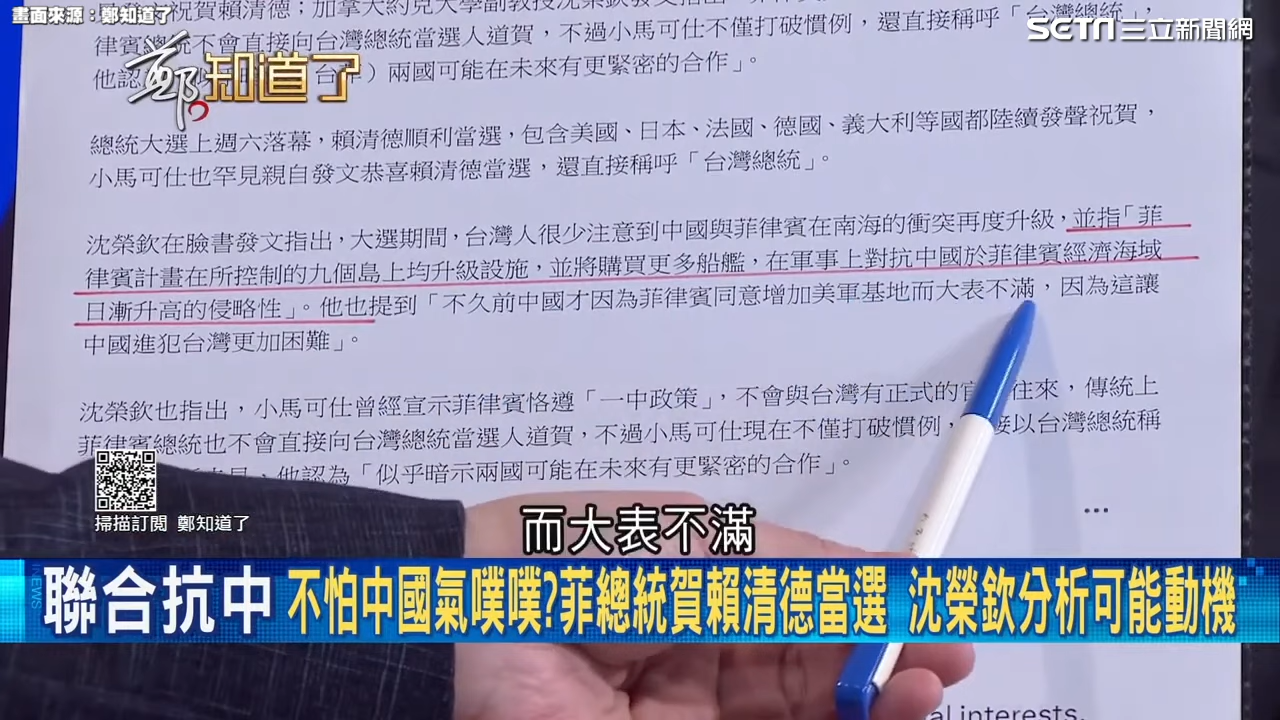 畫面來源：鄭知道了
SETN三立新聞網
祝賀賴清德；加拿大約克大學副教授沈榮欽發文指出
律賓總統不會直接向台灣總統當選人道賀，不過小馬可仕不僅打破慣例，還直接稱呼「台灣總統」，
他認 台菲）兩國可能在未來有更緊密的合作」。
鄭知道了
總統大選上週六落幕，賴清德順利當選，包含美國、日本、法國、德國、義大利等國都陸續發聲祝賀，
小馬可仕也罕見親自發文恭喜賴清德當選，還直接稱呼「台灣總統」。
沈榮欽在臉書發文指出，大選期間，台灣人很少注意到中國與菲律賓在南海的衝突再度升級，並指「菲
律賓計畫在所控制的九個島上均升級設施，並將購買更多船艦，在軍事上對抗中國於菲律賓經濟海域
日漸升高的侵略性」。他也提到「不久前中國才因為菲律賓同意增加美軍基地而大表不滿，因為這讓
中國進犯台灣更加困難」。
沈榮欽也指出，小馬可仕曾經宣示菲律賓恪遵「一中政策」，不會與台灣有正式的官 往來，傳統上
菲律賓總統也不會直接向台灣總統當選人道賀，不過小馬可仕現在不僅打破慣例， 接以台灣總統稱
他認為「似乎暗示兩國可能在未來有更緊密的合作」。
...
掃描訂閱 鄭知道了
而大表不滿
NEWS
聯合抗中 不怕中國氣噗噗?菲總統賀賴清德當選 沈榮欽分析可能動機
al interests.